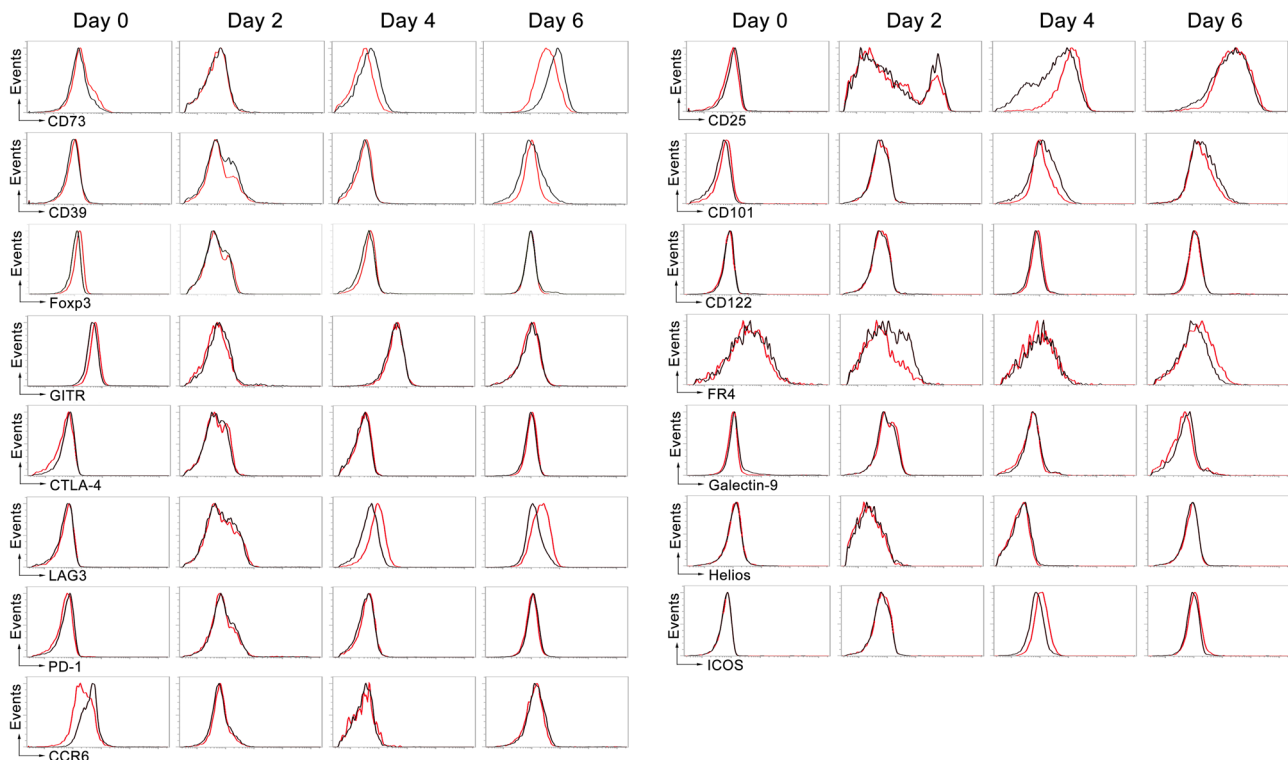 Day 0 Day 2 Day 4 Day 6
Events
CD73
Events
CD39
Events
Foxp3
Events
GITR
Events
CTLA-4
Events
LAG3
Events
PD-1
Events
CCR6
Day 0 Day 2 Day 4 Day 6
Events
CD25
Events
CD101
Events
CD122
Events
FR4
Events
Galectin-9
Events
Helios
Events
ICOS